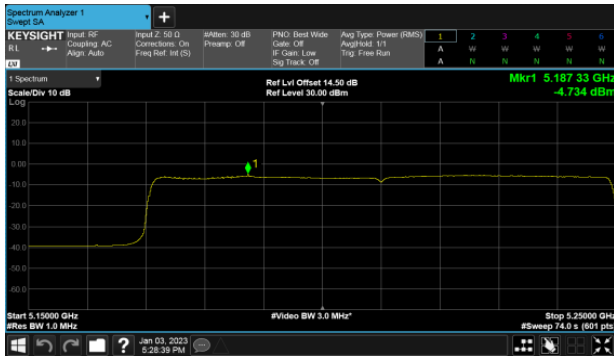 Spectrum Analyzer 1
Swept SA
KEYSIGHT Input: RF Input Z: 50 Ω #Atten: 30 dB PNO: Best Wide Avg Type: Power (RMS) 1 2 3 4 5 6
RL Coupling: AC Corrections: On Preamp: Off Gate: Off Avg|Hold: 1/1 A W W W W W
Align: Auto Freq Ref: Int (S) IF Gain: Low Trig: Free Run
Sig Track: Off A N N N N N
LXI
1 Spectrum
Scale/Div 10 dB
Log
Ref Lvl Offset 14.50 dB
Ref Level 30.00 dBm
Mkr1 5.187 33 GHz
-4.734 dBm
20.0
10.0
0.00
1
-10.0
-20.0
-30.0
-40.0
-50.0
-60.0
Start 5.15000 GHz #Video BW 3.0 MHz* Stop 5.25000 GHz
#Res BW 1.0 MHz #Sweep 74.0 s (601 pts)
? Jan 03, 2023
5:28:39 PM